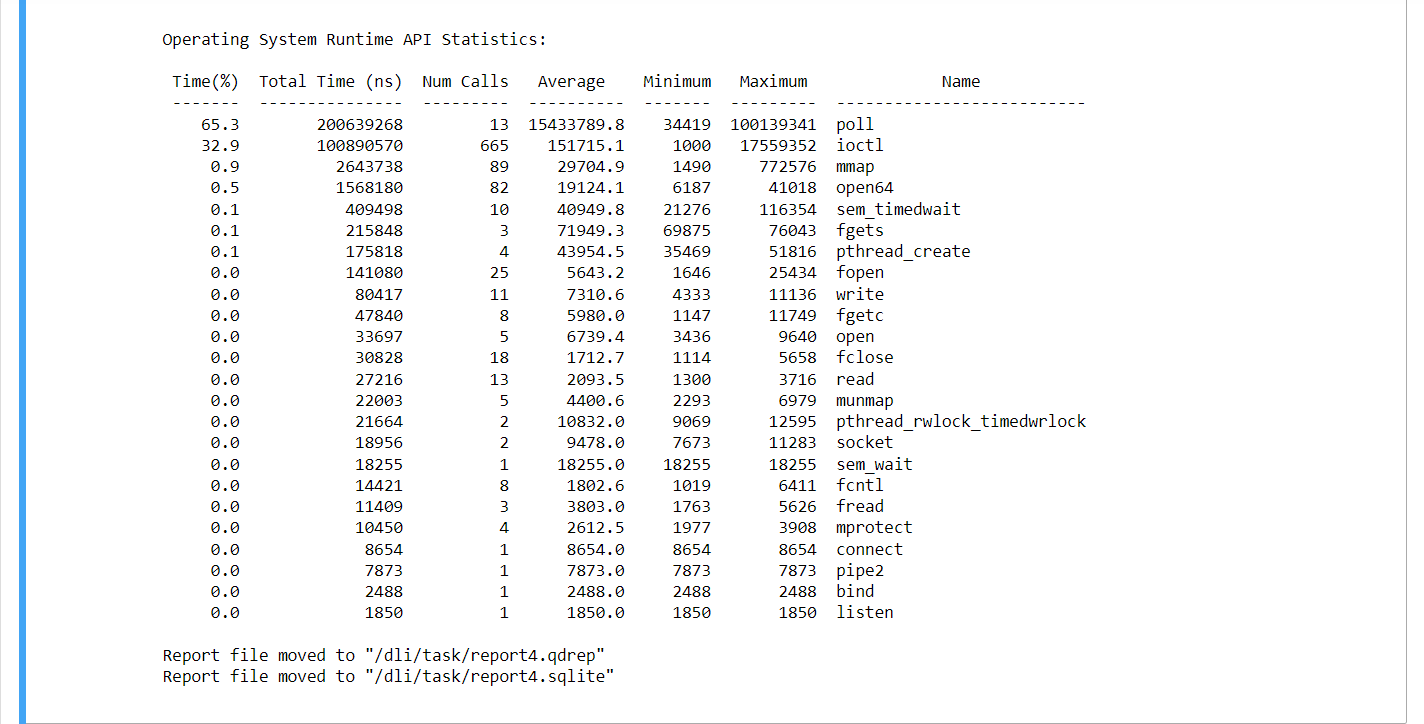 Operating System Runtime API Statistics:
Time(%) Total Time (ns) Num Calls Average Minimum Maximum Name
------- --------------- --------- ---------- ------- --------- --------------------------
65.3 200639268 13 15433789.8 34419 100139341 poll
32.9 100890570 665 151715.1 1000 17559352 ioctl
0.9 2643738 89 29704.9 1490 772576 mmap
0.5 1568180 82 19124.1 6187 41018 open64
0.1 409498 10 40949.8 21276 116354 sem_timedwait
0.1 215848 3 71949.3 69875 76043 fgets
0.1 175818 4 43954.5 35469 51816 pthread_create
0.0 141080 25 5643.2 1646 25434 fopen
0.0 80417 11 7310.6 4333 11136 write
0.0 47840 8 5980.0 1147 11749 fgetc
0.0 33697 5 6739.4 3436 9640 open
0.0 30828 18 1712.7 1114 5658 fclose
0.0 27216 13 2093.5 1300 3716 read
0.0 22003 5 4400.6 2293 6979 munmap
0.0 21664 2 10832.0 9069 12595 pthread_rwlock_timedwrlock
0.0 18956 2 9478.0 7673 11283 socket
0.0 18255 1 18255.0 18255 18255 sem_wait
0.0 14421 8 1802.6 1019 6411 fcntl
0.0 11409 3 3803.0 1763 5626 fread
0.0 10450 4 2612.5 1977 3908 mprotect
0.0 8654 1 8654.0 8654 8654 connect
0.0 7873 1 7873.0 7873 7873 pipe2
0.0 2488 1 2488.0 2488 2488 bind
0.0 1850 1 1850.0 1850 1850 listen
Report file moved to "/dli/task/report4.qdrep"
Report file moved to "/dli/task/report4.sqlite"